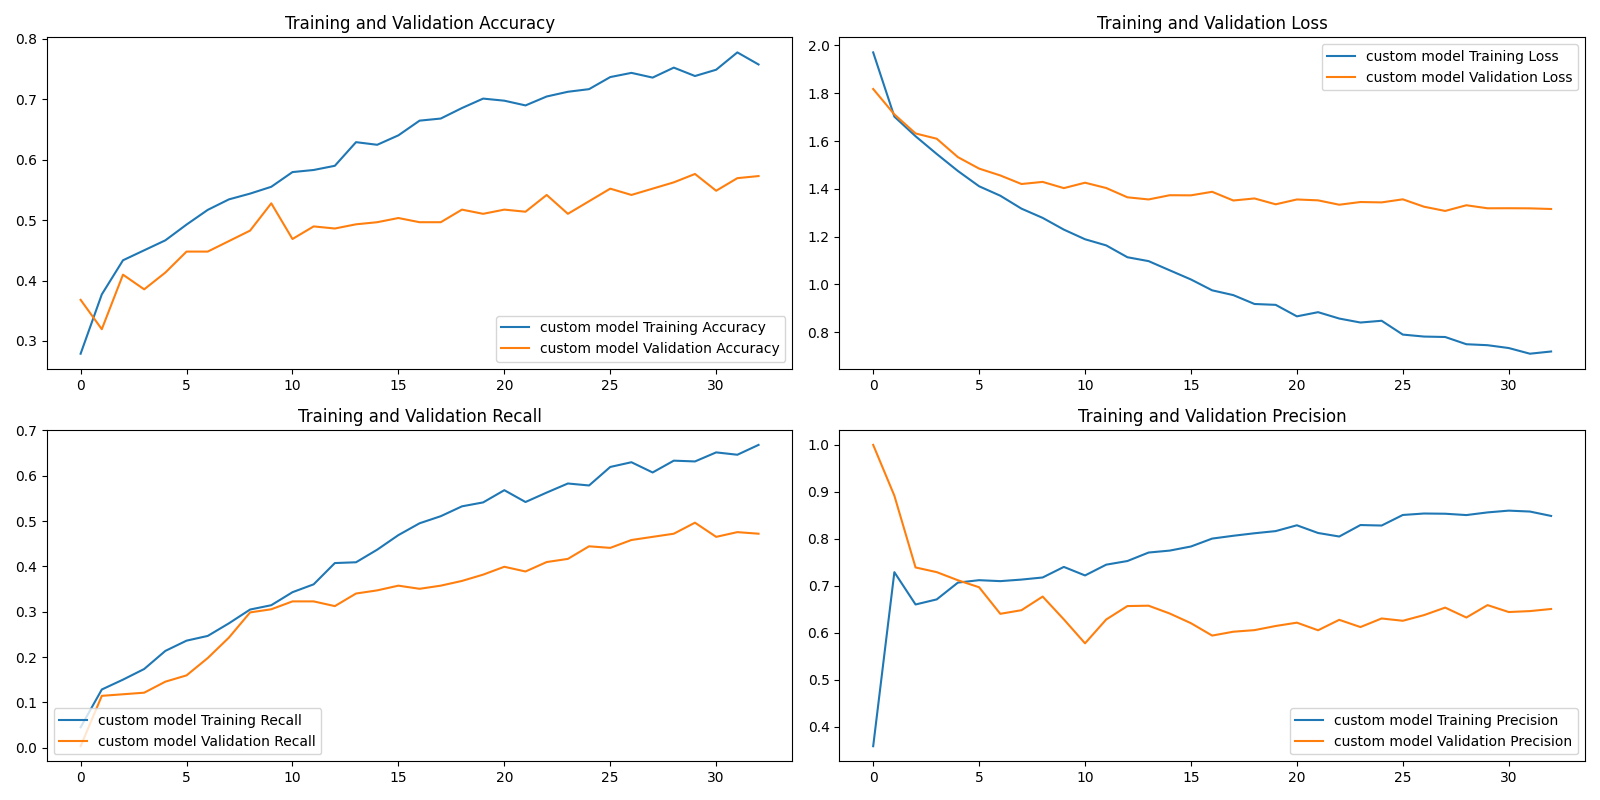 Training and Validation Accuracy
0.8
0.7
0.6
0.5
0.4
0.3
custom model Training Accuracy
custom model Validation Accuracy
0 5 10 15 20 25 30
Training and Validation Loss
2.0
1.8
1.6
1.4
1.2
1.0
0.8
custom model Training Loss
custom model Validation Loss
0 5 10 15 20 25 30
Training and Validation Recall
0.7
0.6
0.5
0.4
0.3
0.2
0.1
0.0
custom model Training Recall
custom model Validation Recall
0 5 10 15 20 25 30
Training and Validation Precision
1.0
0.9
0.8
0.7
0.6
0.5
0.4
custom model Training Precision
custom model Validation Precision
0 5 10 15 20 25 30